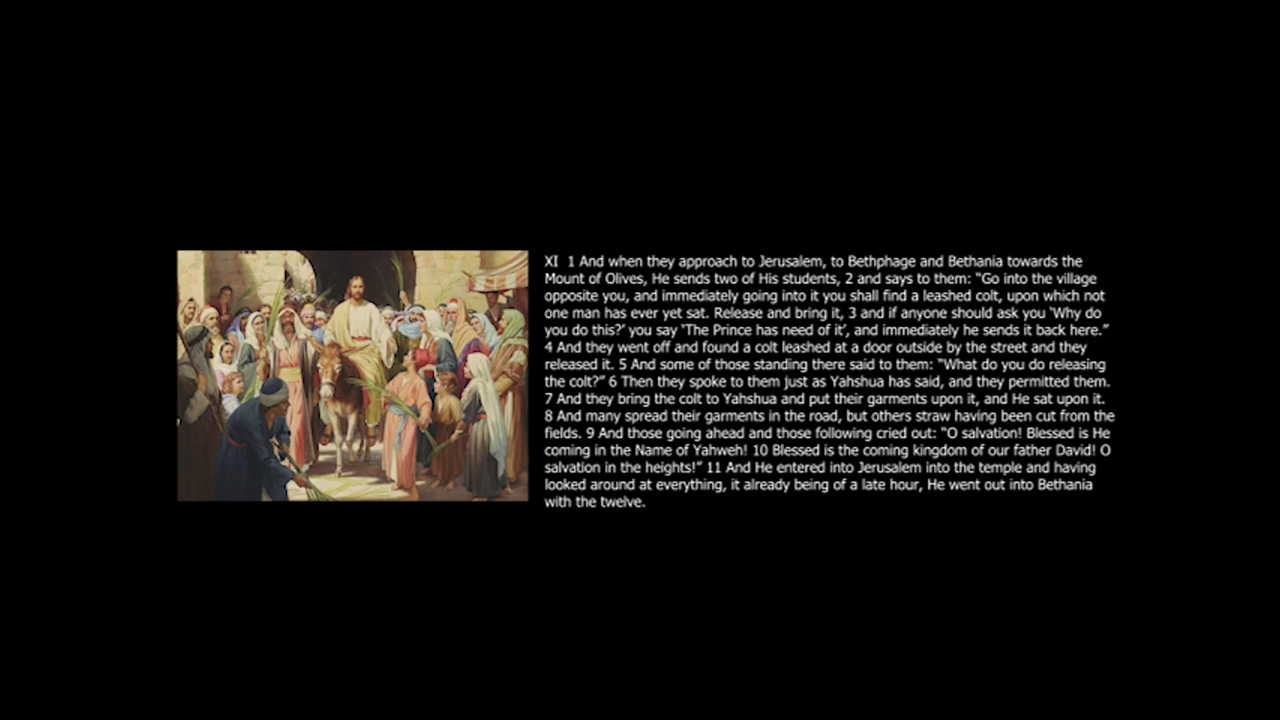 XI 1 And when they approach to Jerusalem, to Bethphage and Bethania towards the
Mount of Olives, He sends two of His students, 2 and says to them: “Go into the village
opposite you, and immediately going into it you shall find a leashed colt, upon which not
one man has ever yet sat. Release and bring it, 3 and if anyone should ask you ‘Why do
you do this?’ you say ‘The Prince has need of it’, and immediately he sends it back here.”
4 And they went off and found a colt leashed at a door outside by the street and they
released it. 5 And some of those standing there said to them: “What do you do releasing
the colt?” 6 Then they spoke to them just as Yahshua has said, and they permitted them.
7 And they bring the colt to Yahshua and put their garments upon it, and He sat upon it.
8 And many spread their garments in the road, but others straw having been cut from the
fields. 9 And those going ahead and those following cried out: “O salvation! Blessed is He
coming in the Name of Yahweh! 10 Blessed is the coming kingdom of our father David! O
salvation in the heights!” 11 And He entered into Jerusalem into the temple and having
looked around at everything, it already being of a late hour, He went out into Bethania
with the twelve.